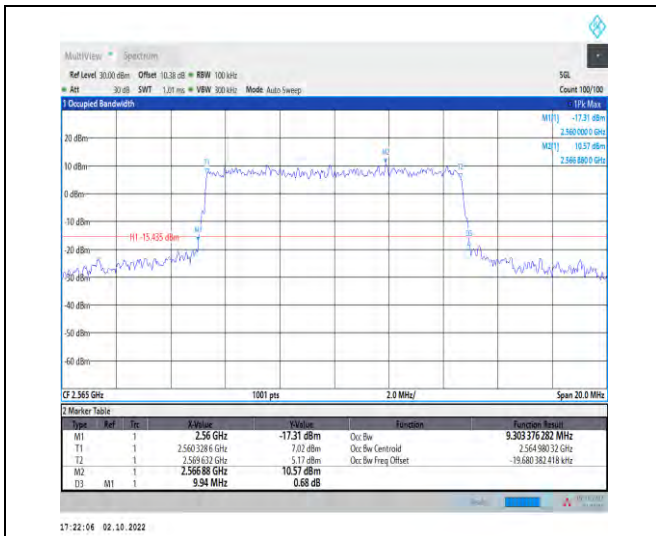 MultiView Spectrum
Ref Level 30.00 dBm Offset 10.38 dB RBW 100 kHz SGL
Att 30 dB SWT 1.01 ms VBW 300 kHz Mode Auto Sweep Count 100/100
1 Occupied Bandwidth 1Pk Max
M1[1] -17.31 dBm
2.560 000 0 GHz
M2[1] 10.57 dBm
2.566 880 0 GHz
20 dBm
M2
T1
T2
10 dBm
0 dBm
-10 dBm
M1
D3
H1 -15.435 dBm
-20 dBm
-30 dBm
-40 dBm
-50 dBm
-60 dBm
CF 2.565 GHz 1001 pts 2.0 MHz/ Span 20.0 MHz
2 Marker Table
Type Ref Trc X-Value Y-Value Function Function Result
M1 1 2.56 GHz -17.31 dBm Occ Bw 9.303 376 282 MHz
T1 1 2.560 328 6 GHz 7.02 dBm Occ Bw Centroid 2.564 980 32 GHz
T2 1 2.569 632 GHz 5.17 dBm Occ Bw Freq Offset -19.680 382 418 kHz
M2 1 2.566 88 GHz 10.57 dBm
D3 M1 1 9.94 MHz 0.68 dB
17:22:06 02.10.2022